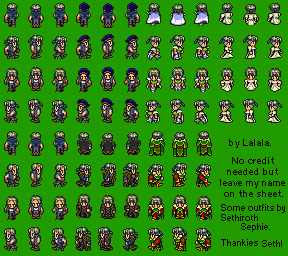 by Lalala.
No credit
needed but
leave my name
on the sheet.
Some outfits by
Sethiroth
Sephie.
Thankies Seth!